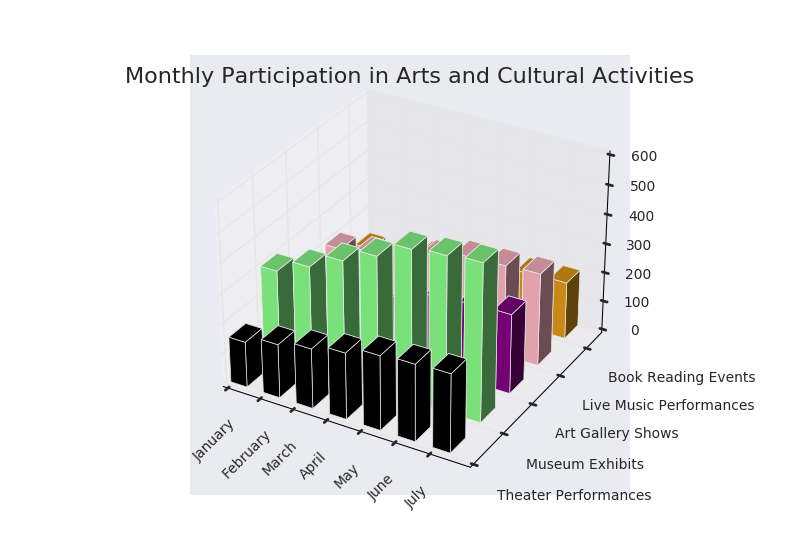 Monthly Participation in Arts and Cultural Activities
600
500
400
300
200
100
0
January
February
March
April
May
June
July
Book Reading Events
Live Music Performances
Art Gallery Shows
Museum Exhibits
Theater Performances